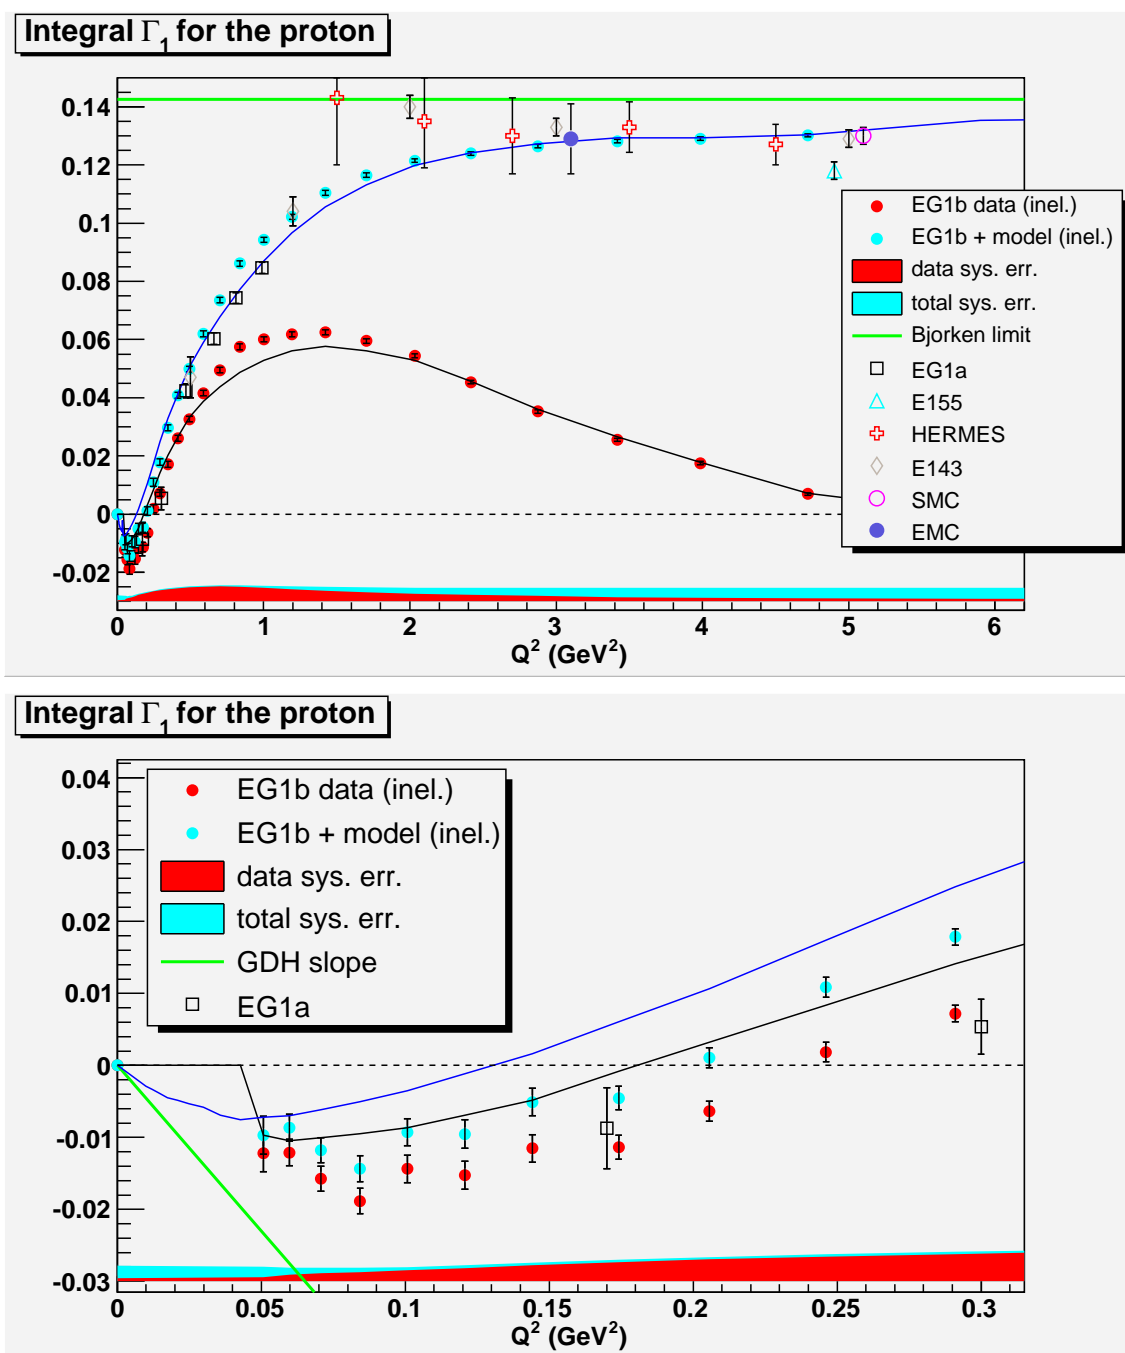 Integral Γ₁ for the proton
0.14
0.12
0.1
0.08
0.06
0.04
0.02
0
-0.02
EG1b data (inel.)
EG1b + model (inel.)
data sys. err.
total sys. err.
Bjorken limit
EG1a
E155
HERMES
E143
SMC
EMC
0 1 2 3 4 5 6
Q² (GeV²)
Integral Γ₁ for the proton
0.04
0.03
0.02
0.01
0
-0.01
-0.02
-0.03
EG1b data (inel.)
EG1b + model (inel.)
data sys. err.
total sys. err.
GDH slope
EG1a
0 0.05 0.1 0.15 0.2 0.25 0.3
Q² (GeV²)